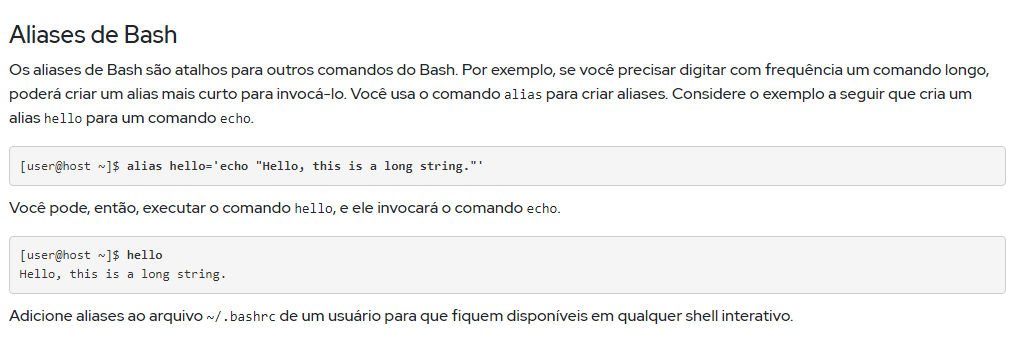 Aliases de Bash
Os aliases de Bash são atalhos para outros comandos do Bash. Por exemplo, se você precisar digitar com frequência um comando longo,
poderá criar um alias mais curto para invocá-lo. Você usa o comando alias para criar aliases. Considere o exemplo a seguir que cria um
alias hello para um comando echo.
[user@host ~]$ alias hello='echo "Hello, this is a long string."'
Você pode, então, executar o comando hello, e ele invocará o comando echo.
[user@host ~]$ hello
Hello, this is a long string.
Adicione aliases ao arquivo ~/.bashrc de um usuário para que fiquem disponíveis em qualquer shell interativo.